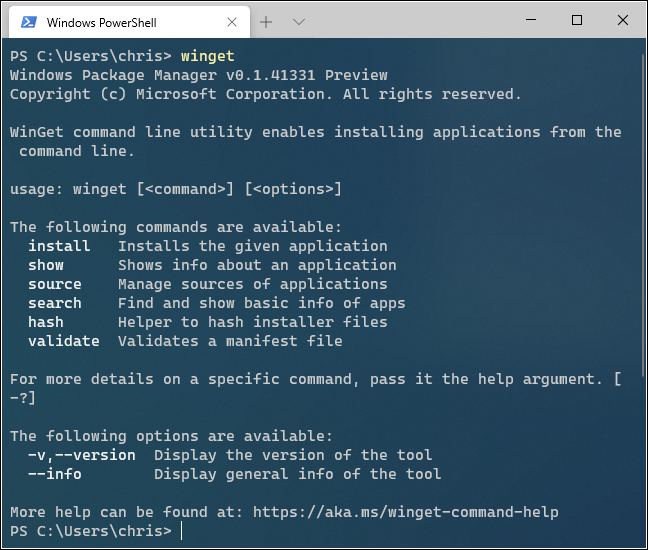 Windows PowerShell
PS C:\Users\chris> winget
Windows Package Manager v0.1.41331 Preview
Copyright (c) Microsoft Corporation. All rights reserved.
WinGet command line utility enables installing applications from the
command line.
usage: winget [<command>] [<options>]
The following commands are available:
install Installs the given application
show Shows info about an application
source Manage sources of applications
search Find and show basic info of apps
hash Helper to hash installer files
validate Validates a manifest file
For more details on a specific command, pass it the help argument. [
-?]
The following options are available:
-v,--version Display the version of the tool
--info Display general info of the tool
More help can be found at: https://aka.ms/winget-command-help
PS C:\Users\chris>